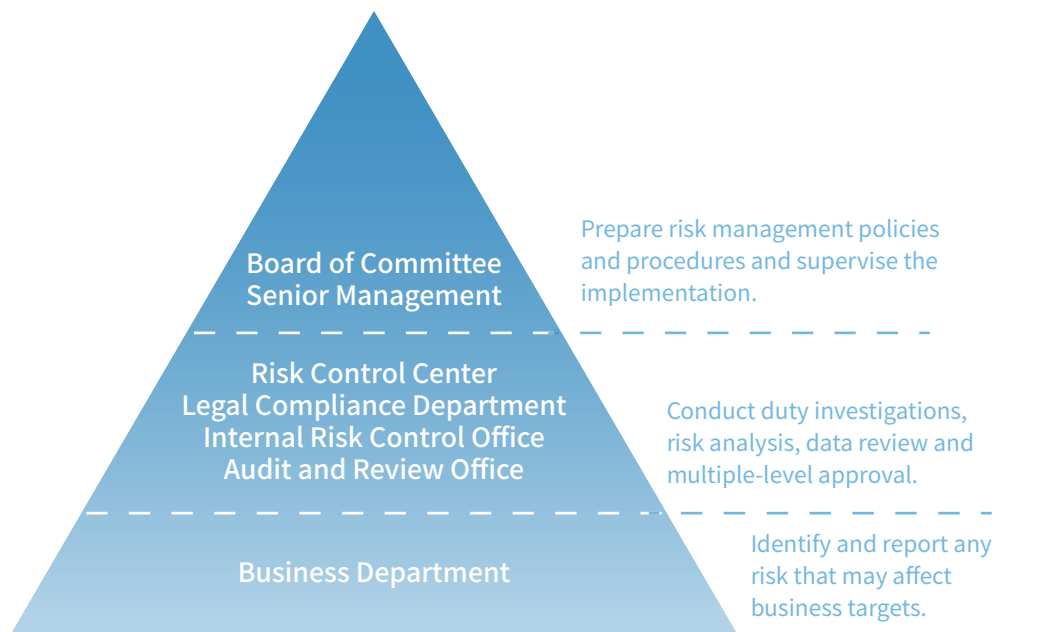 Board of Committee
Senior Management
Prepare risk management policies
and procedures and supervise the
implementation.
Risk Control Center
Legal Compliance Department
Internal Risk Control Office
Audit and Review Office
Conduct duty investigations,
risk analysis, data review and
multiple-level approval.
Business Department
Identify and report any
risk that may affect
business targets.